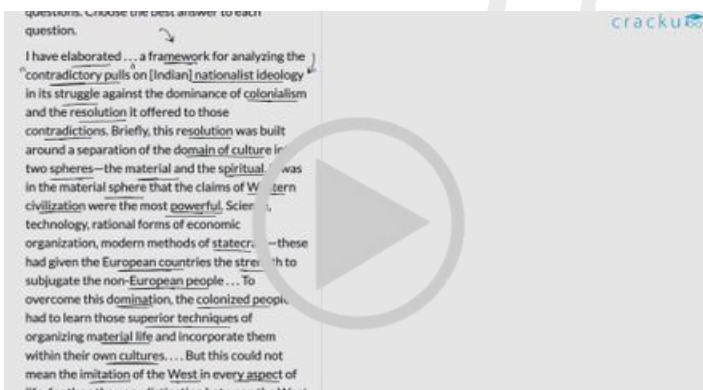 questions. Choose the best answer to each
question.
cracku
I have elaborated . . . a framework for analyzing the
contradictory pulls on [Indian] nationalist ideology
in its struggle against the dominance of colonialism
and the resolution it offered to those
contradictions. Briefly, this resolution was built
around a separation of the domain of culture in
two spheres—the material and the spiritual. was
in the material sphere that the claims of
civilization were the most powerful.
technology, rational forms of economic
organization, modern methods of —these
had given the European countries the to
subjugate the non-European people . . . To
overcome this domination, the colonized
had to learn those superior techniques of
organizing material life and incorporate them
within their own cultures. . . . But this could not
mean the imitation of the West in every aspect of